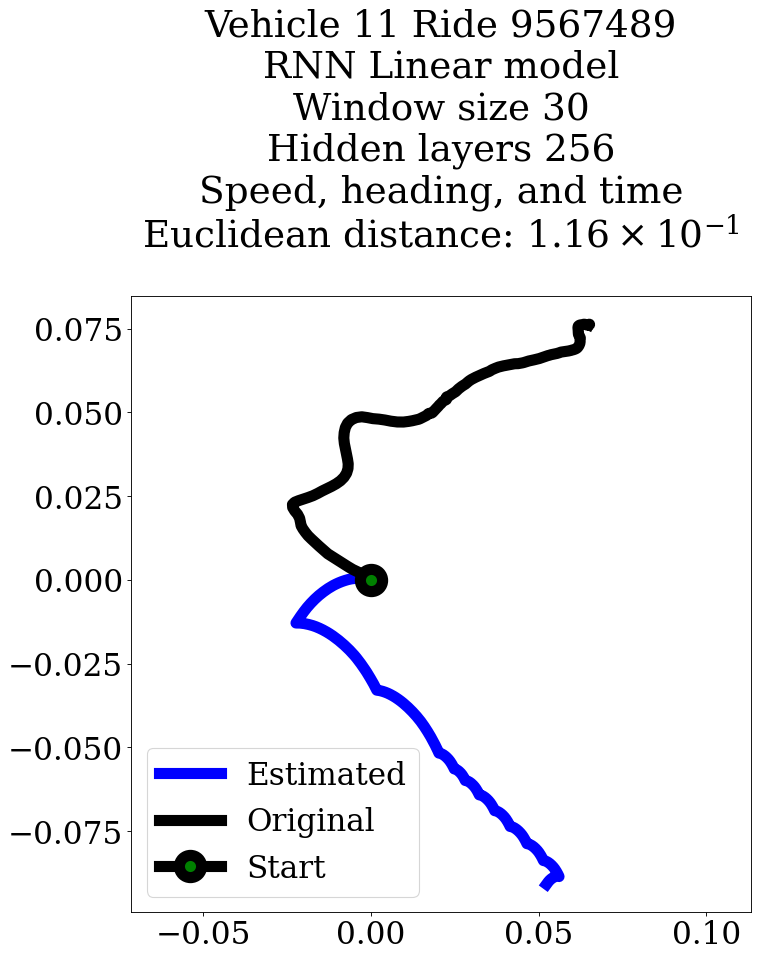 Vehicle 11 Ride 9567489
RNN Linear model
Window size 30
Hidden layers 256
Speed, heading, and time
Euclidean distance: 1.16 × 10⁻¹
0.075
0.050
0.025
0.000
−0.025
−0.050
−0.075
Estimated
Original
Start
−0.05 0.00 0.05 0.10